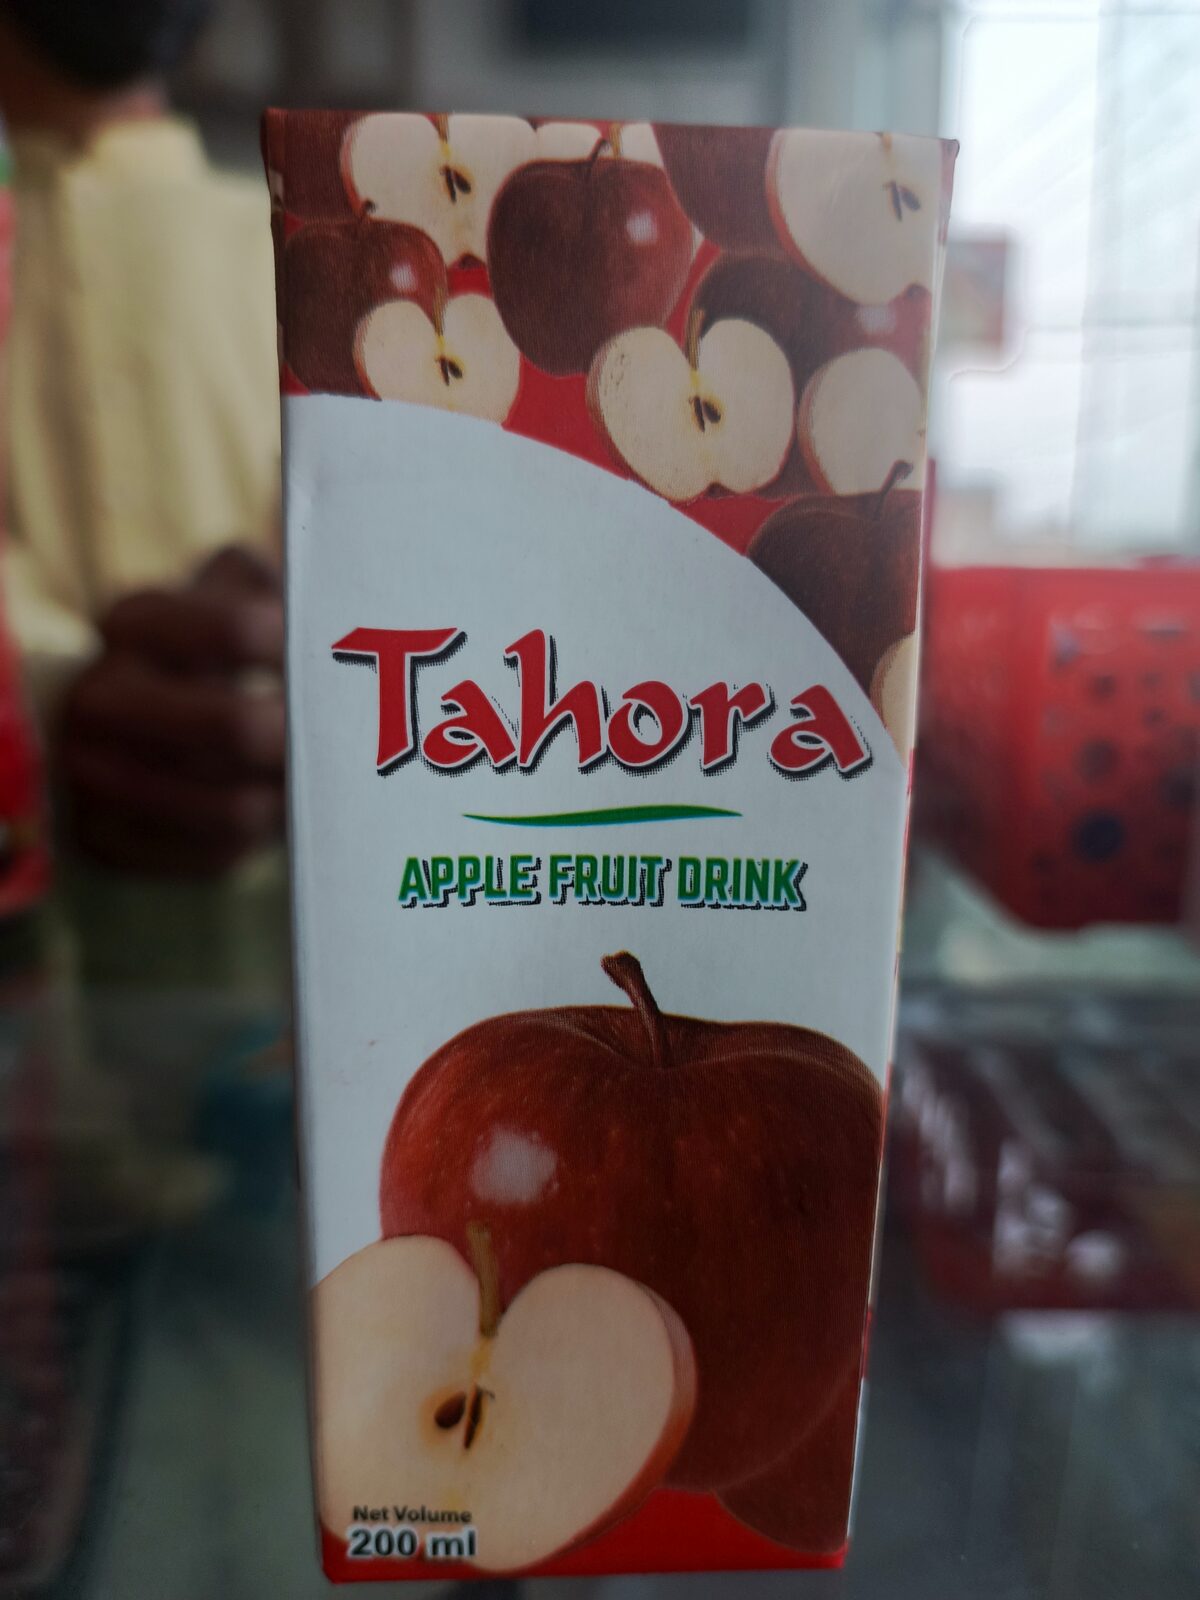 Tahora
APPLE FRUIT DRINK
Net Volume
200 ml